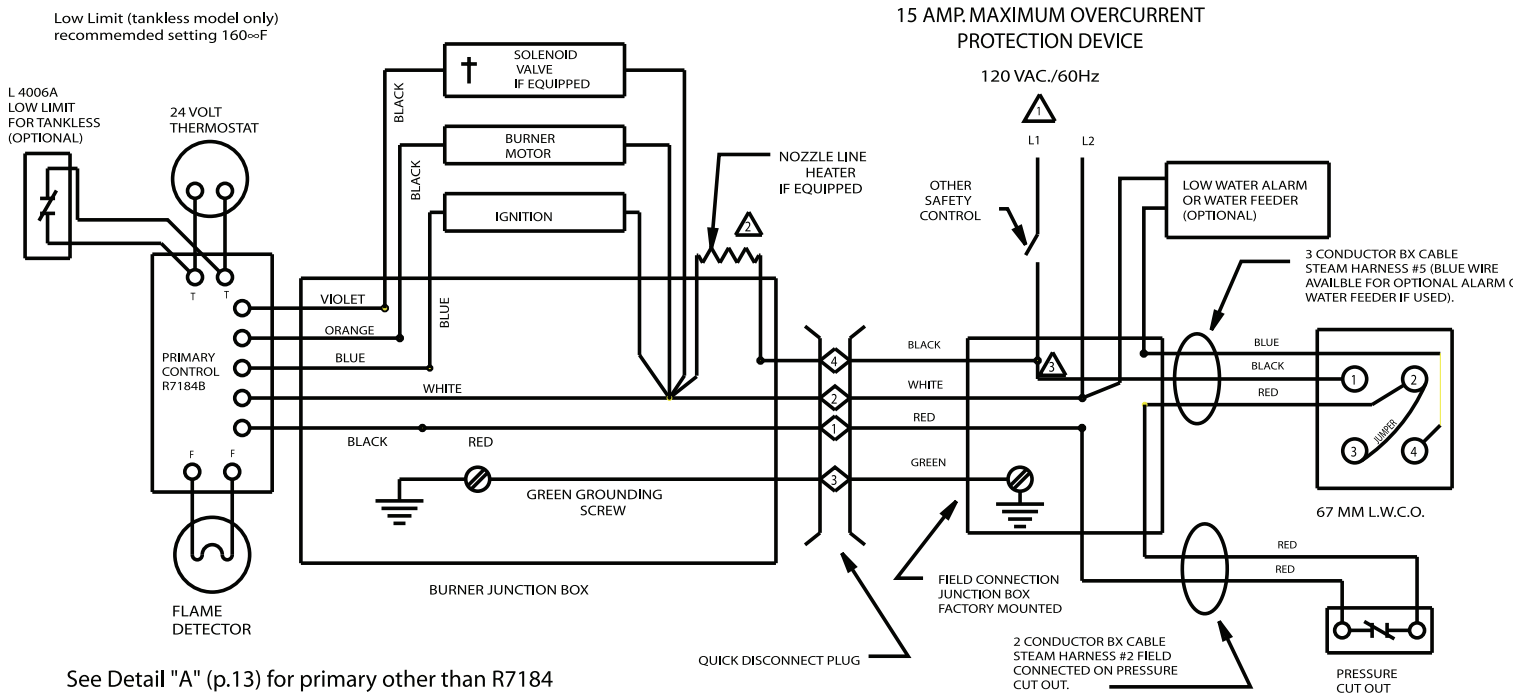 Low Limit (tankless model only)
recommemded setting 160∞F
15 AMP. MAXIMUM OVERCURRENT
PROTECTION DEVICE
120 VAC./60Hz
1
L1
L2
L 4006A
LOW LIMIT
FOR TANKLESS
(OPTIONAL)
24 VOLT
THERMOSTAT
SOLENOID
VALVE
IF EQUIPPED
†
BURNER
MOTOR
IGNITION
BLACK
BLACK
BLUE
NOZZLE LINE
HEATER
IF EQUIPPED
2
OTHER
SAFETY
CONTROL
LOW WATER ALARM
OR WATER FEEDER
(OPTIONAL)
3 CONDUCTOR BX CABLE
STEAM HARNESS #5 (BLUE WIRE
AVAILBLE FOR OPTIONAL ALARM
WATER FEEDER IF USED).
T
T
VIOLET
ORANGE
BLUE
WHITE
BLACK
RED
PRIMARY
CONTROL
R7184B
F
F
FLAME
DETECTOR
GREEN GROUNDING
SCREW
BURNER JUNCTION BOX
4
2
1
3
BLACK
WHITE
RED
GREEN
3
BLUE
BLACK
RED
1
2
3
4
JUMPER
67 MM L.W.C.O.
QUICK DISCONNECT PLUG
FIELD CONNECTION
JUNCTION BOX
FACTORY MOUNTED
RED
RED
2 CONDUCTOR BX CABLE
STEAM HARNESS #2 FIELD
CONNECTED ON PRESSURE
CUT OUT.
PRESSURE
CUT OUT
See Detail "A" (p.13) for primary other than R7184